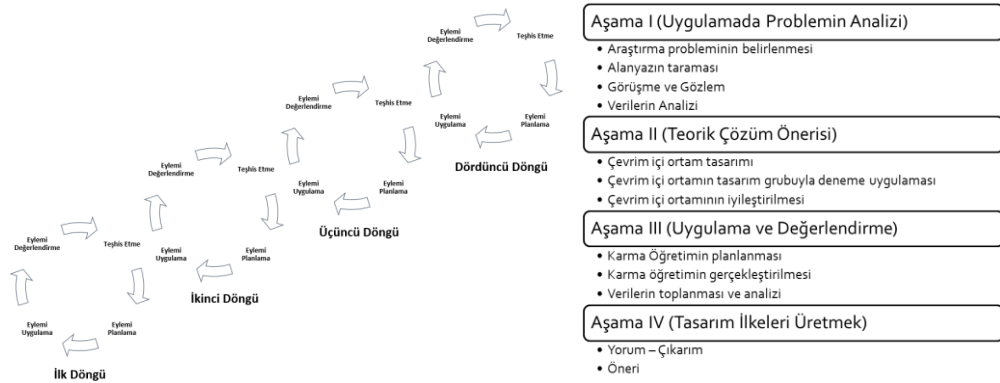 Eylemi
Değerlendirme
Teşhis Etme
Eylemi
Uygulama
Eylemi
Planlama
Dördüncü Döngü
Eylemi
Değerlendirme
Teşhis Etme
Eylemi
Uygulama
Eylemi
Planlama
Üçüncü Döngü
Eylemi
Değerlendirme
Teşhis Etme
Eylemi
Uygulama
Eylemi
Planlama
İkinci Döngü
Eylemi
Değerlendirme
Teşhis Etme
Eylemi
Uygulama
Eylemi
Planlama
İlk Döngü
Aşama I (Uygulamada Problemin Analizi)
• Araştırma probleminin belirlenmesi
• Alanyazın taraması
• Görüşme ve Gözlem
• Verilerin Analizi
Aşama II (Teorik Çözüm Önerisi)
• Çevrim içi ortam tasarımı
• Çevrim içi ortamın tasarım grubuyla deneme uygulaması
• Çevrim içi ortamının iyileştirilmesi
Aşama III (Uygulama ve Değerlendirme)
• Karma Öğretimin planlanması
• Karma öğretimin gerçekleştirilmesi
• Verilerin toplanması ve analizi
Aşama IV (Tasarım İlkeleri Üretmek)
• Yorum – Çıkarım
• Öneri